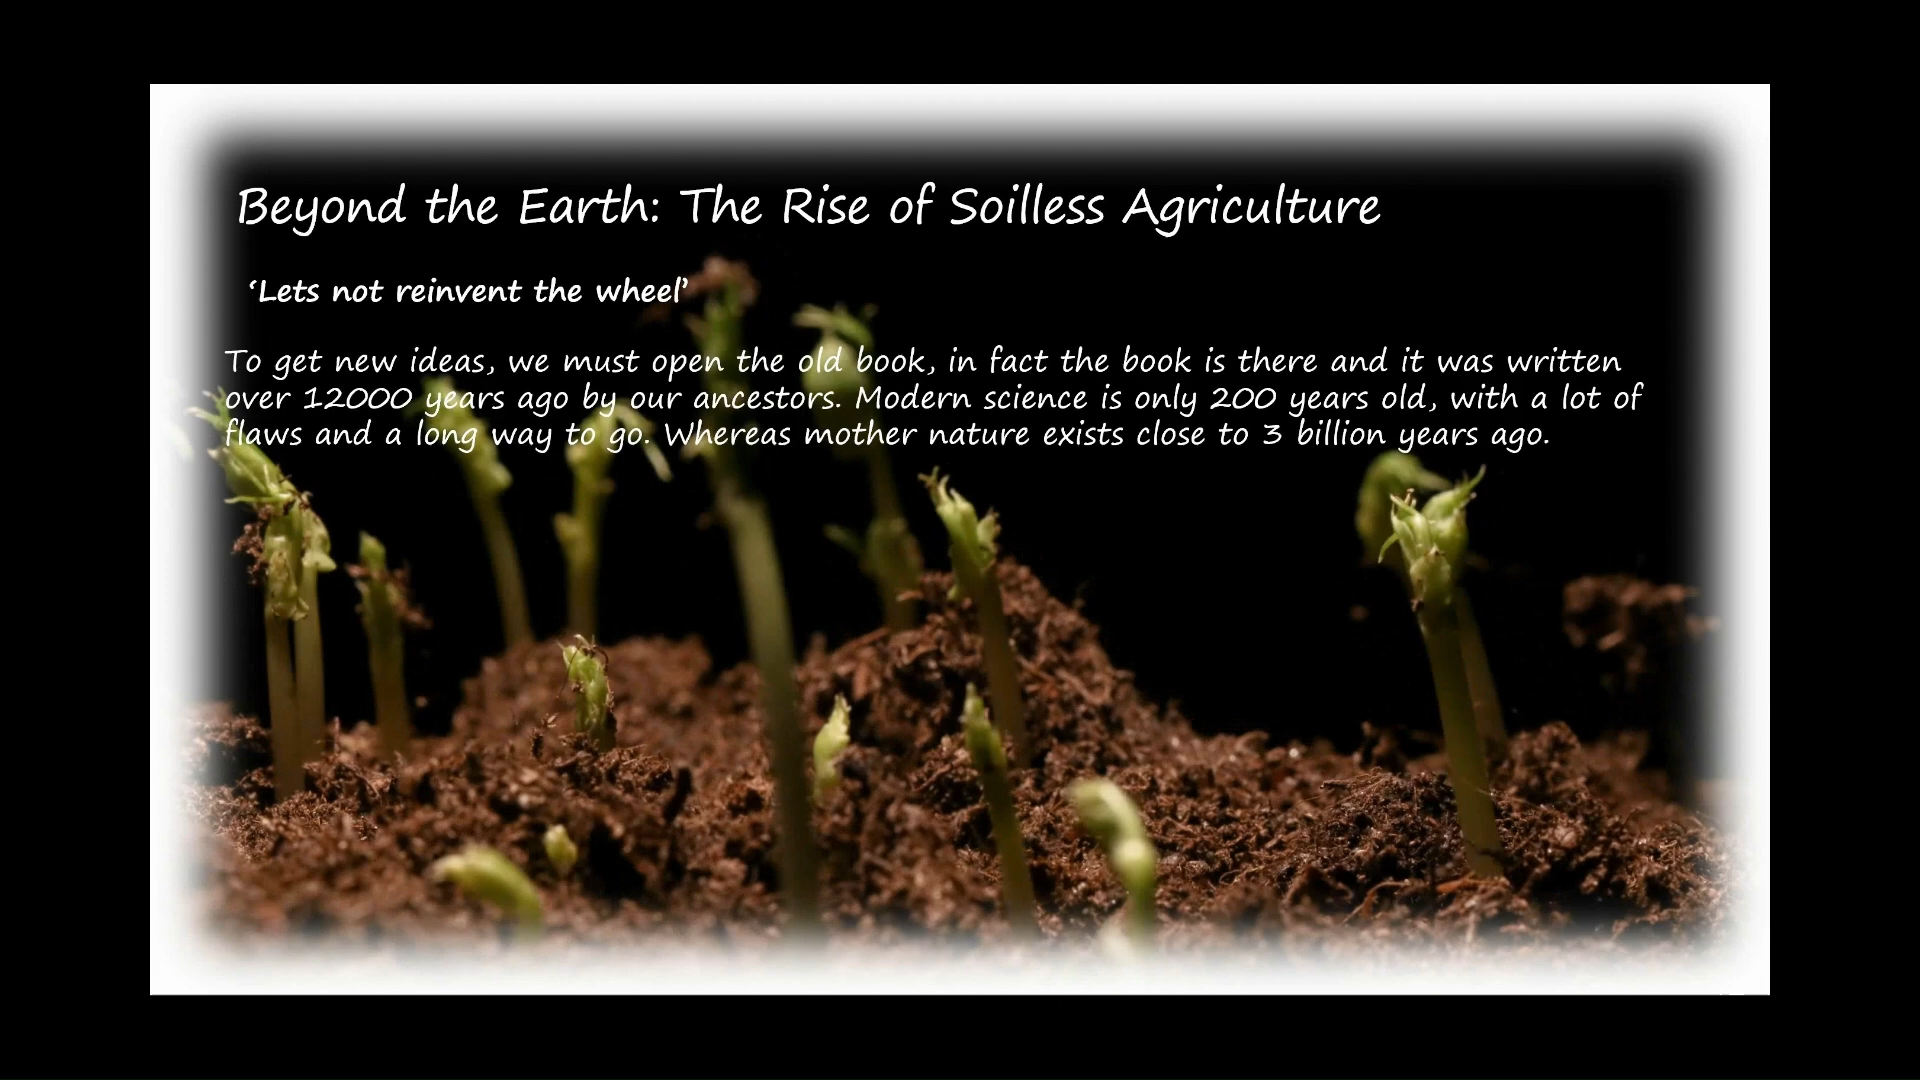 Beyond the Earth: The Rise of Soilless Agriculture
‘Lets not reinvent the wheel’
To get new ideas, we must open the old book, in fact the book is there and it was written
over 12000 years ago by our ancestors. Modern science is only 200 years old, with a lot of
flaws and a long way to go. Whereas mother nature exists close to 3 billion years ago.